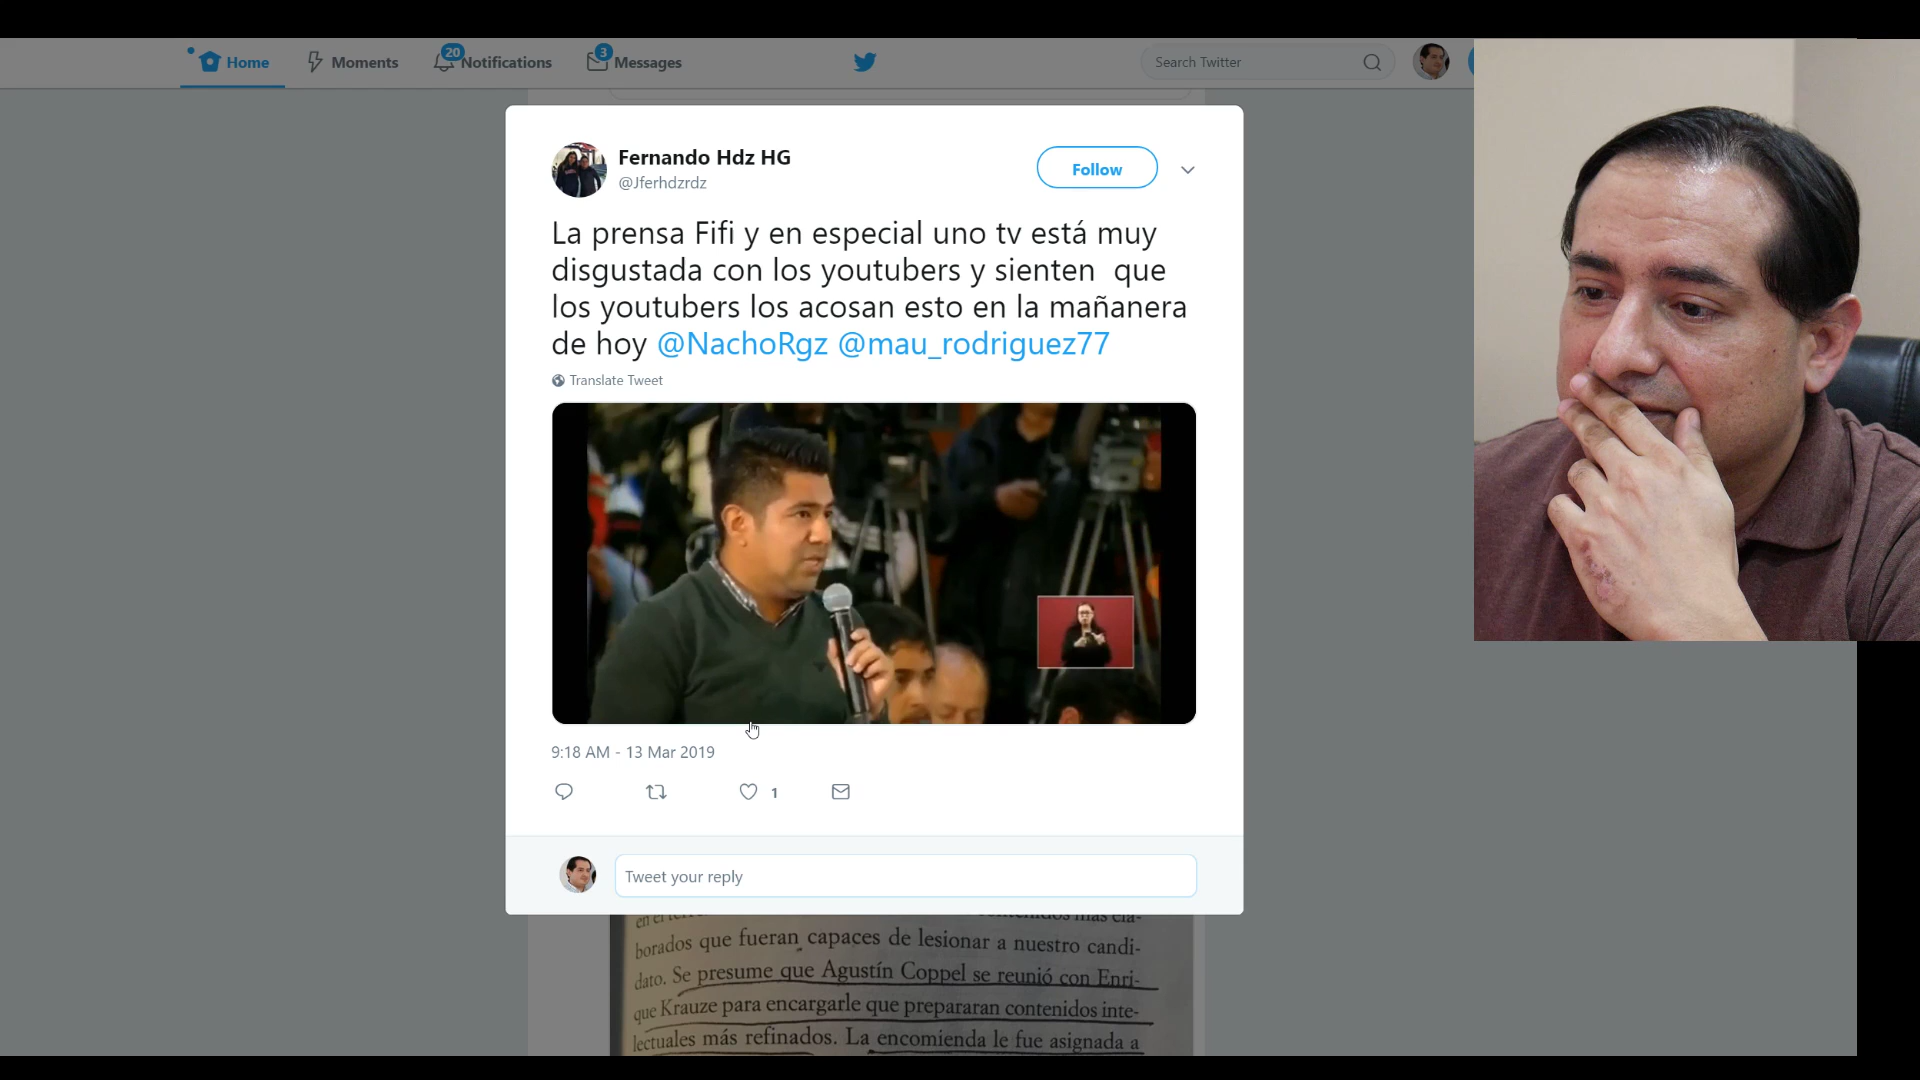 Home
Moments
20
Notifications
3
Messages
Search Twitter
Fernando Hdz HG
@Jferhdzrdz
Follow
La prensa Fifi y en especial uno tv está muy
disgustada con los youtubers y sienten que
los youtubers los acosan esto en la mañanera
de hoy @NachoRgz @mau_rodriguez77
Translate Tweet
9:18 AM - 13 Mar 2019
1
Tweet your reply
borados que fueran capaces de lesionar a nuestro candi-
dato. Se presume que Agustín Coppel se reunió con Enri-
que Krauze para encargarle que prepararan contenidos inte-
lectuales más refinados. La encomienda le fue asignada a